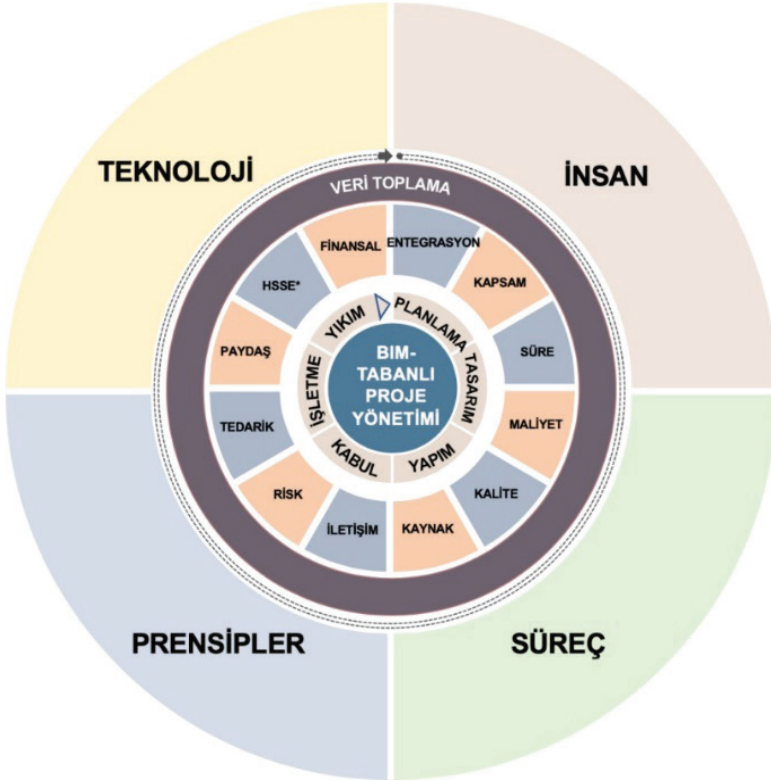 TEKNOLOJİ
İNSAN
VERİ TOPLAMA
FİNANSAL
ENTEGRASYON
HSSE*
KAPSAM
PAYDAŞ
SÜRE
TEDARİK
MALİYET
RİSK
KALİTE
İLETİŞİM
KAYNAK
YIKIM
PLANLAMA
İŞLETME
TASARIM
KABUL
YAPIM
BIM-
TABANLI
PROJE
YÖNETİMİ
PRENSİPLER
SÜREÇ